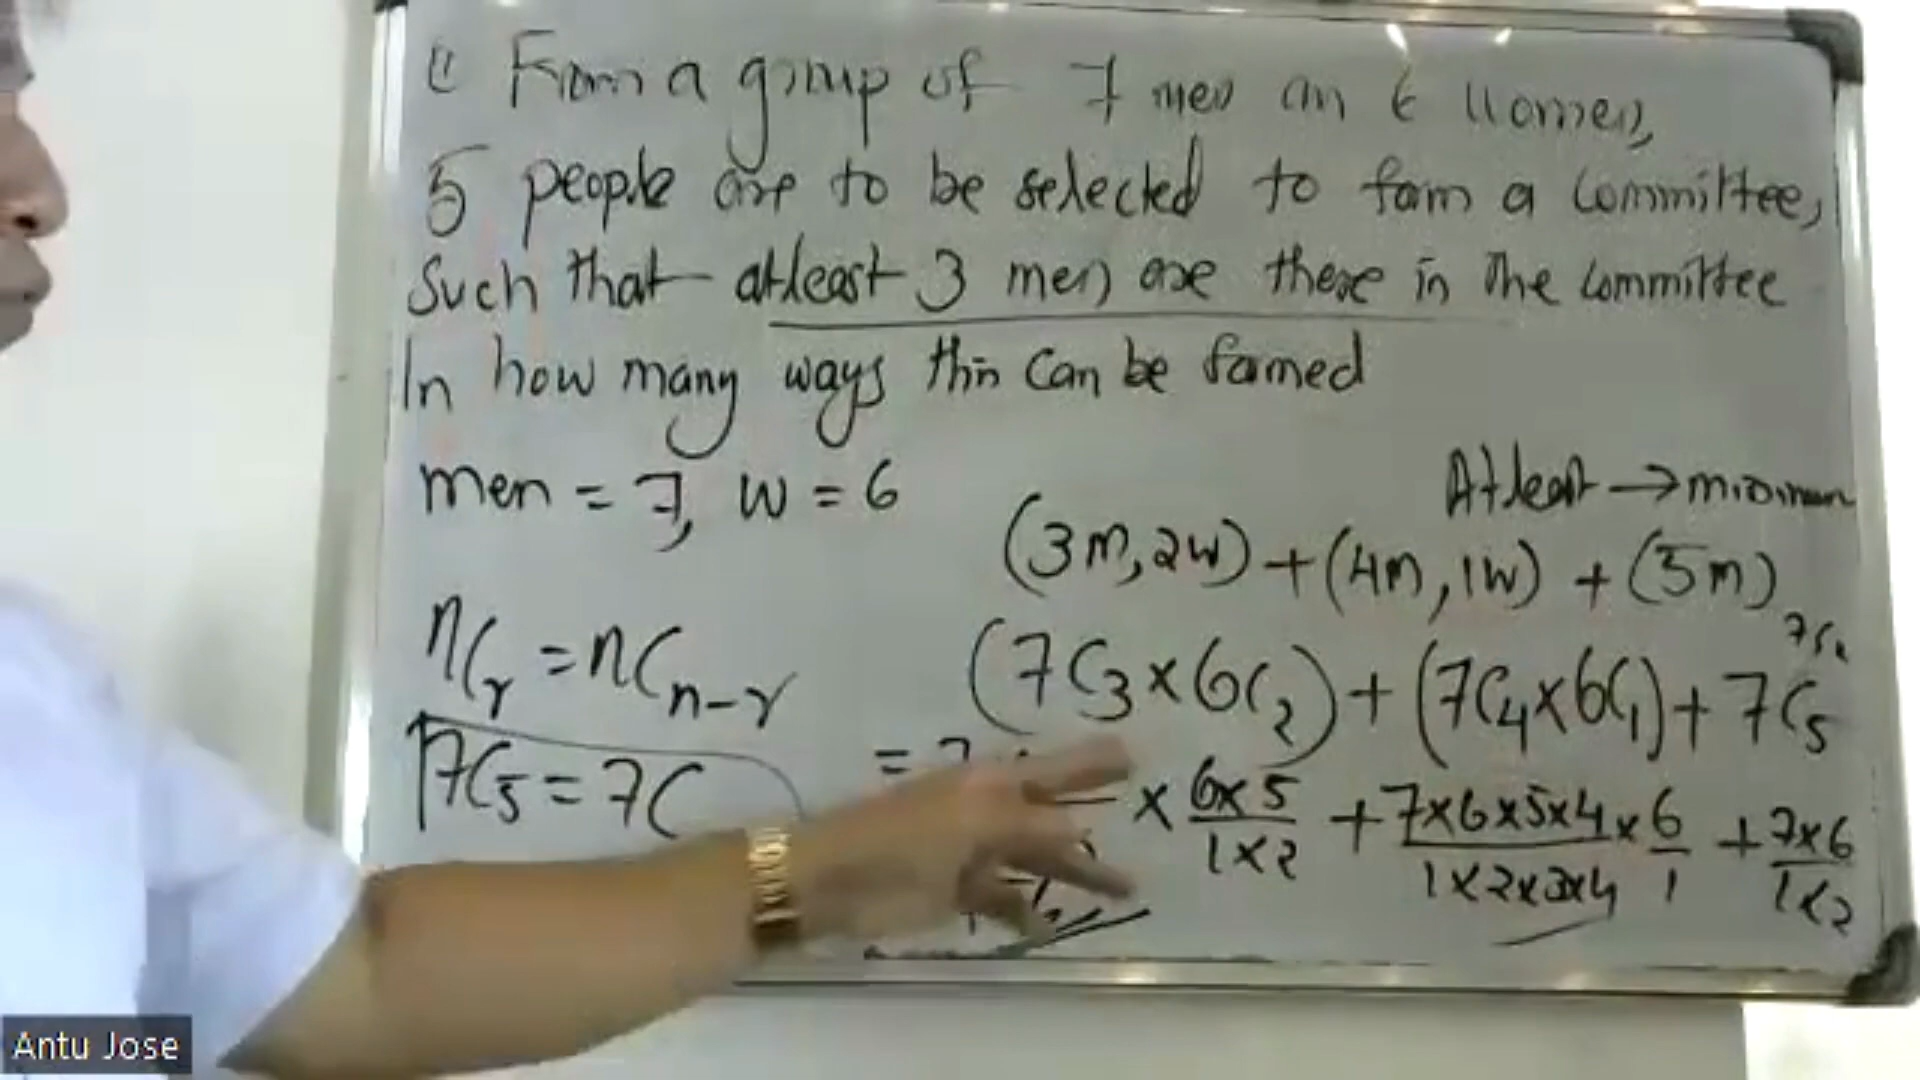 From a group of 7 men an 6 Women,
5 people are to be selected to form a committee,
Such that atleast 3 men are there in the committee
In how many ways this can be formed
men = 7, W = 6
Atleast → minimum
(3m, 2w) + (4m, 1w) + (5m)
nCr = nCn-r
7C2
(7C3 × 6C2) + (7C4 × 6C1) + 7C5
7C5 = 7C
= 7
× 6×5/1×2 + 7×6×5×4/1×2×3×4 × 6/1 + 7×6/1×2
Antu Jose